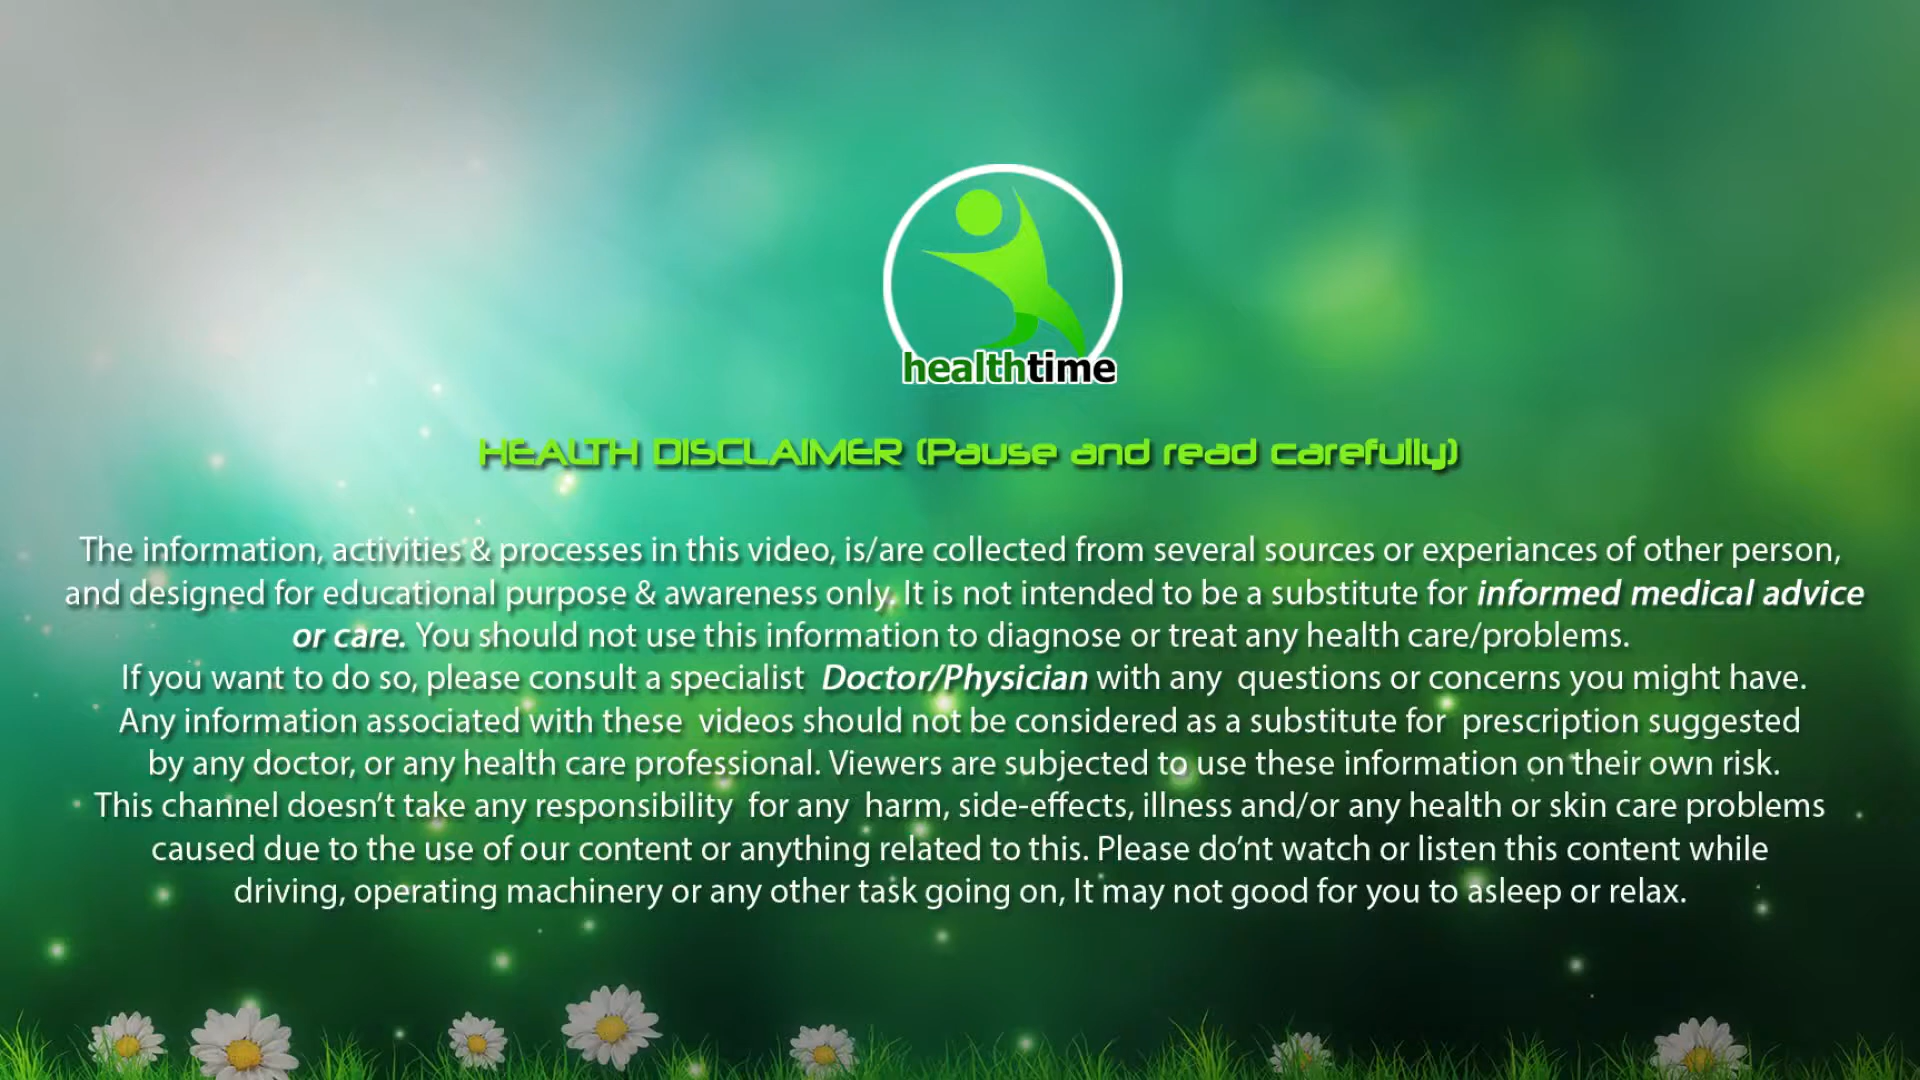 healthtime
HEALTH DISCLAIMER (Pause and read carefully)
The information, activities & processes in this video, is/are collected from several sources or experiances of other person,
and designed for educational purpose & awareness only. It is not intended to be a substitute for informed medical advice
or care. You should not use this information to diagnose or treat any health care/problems.
If you want to do so, please consult a specialist Doctor/Physician with any questions or concerns you might have.
Any information associated with these videos should not be considered as a substitute for prescription suggested
by any doctor, or any health care professional. Viewers are subjected to use these information on their own risk.
This channel doesn’t take any responsibility for any harm, side-effects, illness and/or any health or skin care problems
caused due to the use of our content or anything related to this. Please do’nt watch or listen this content while
driving, operating machinery or any other task going on, It may not good for you to asleep or relax.